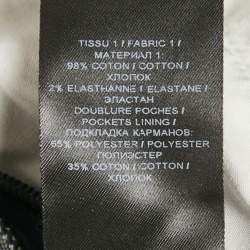 TISSU 1 / FABRIC 1 /
МАТЕРИАЛ 1:
98% COTON / COTTON /
ХЛОПОК
2% ELASTHANNE / ELASTANE /
ЭЛАСТАН
DOUBLURE POCHES /
POCKETS LINING /
ПОДКЛАДКА КАРМАНОВ:
65% POLYESTER / POLYESTER /
ПОЛИЭСТЕР
35% COTON / COTTON /
ХЛОПОК